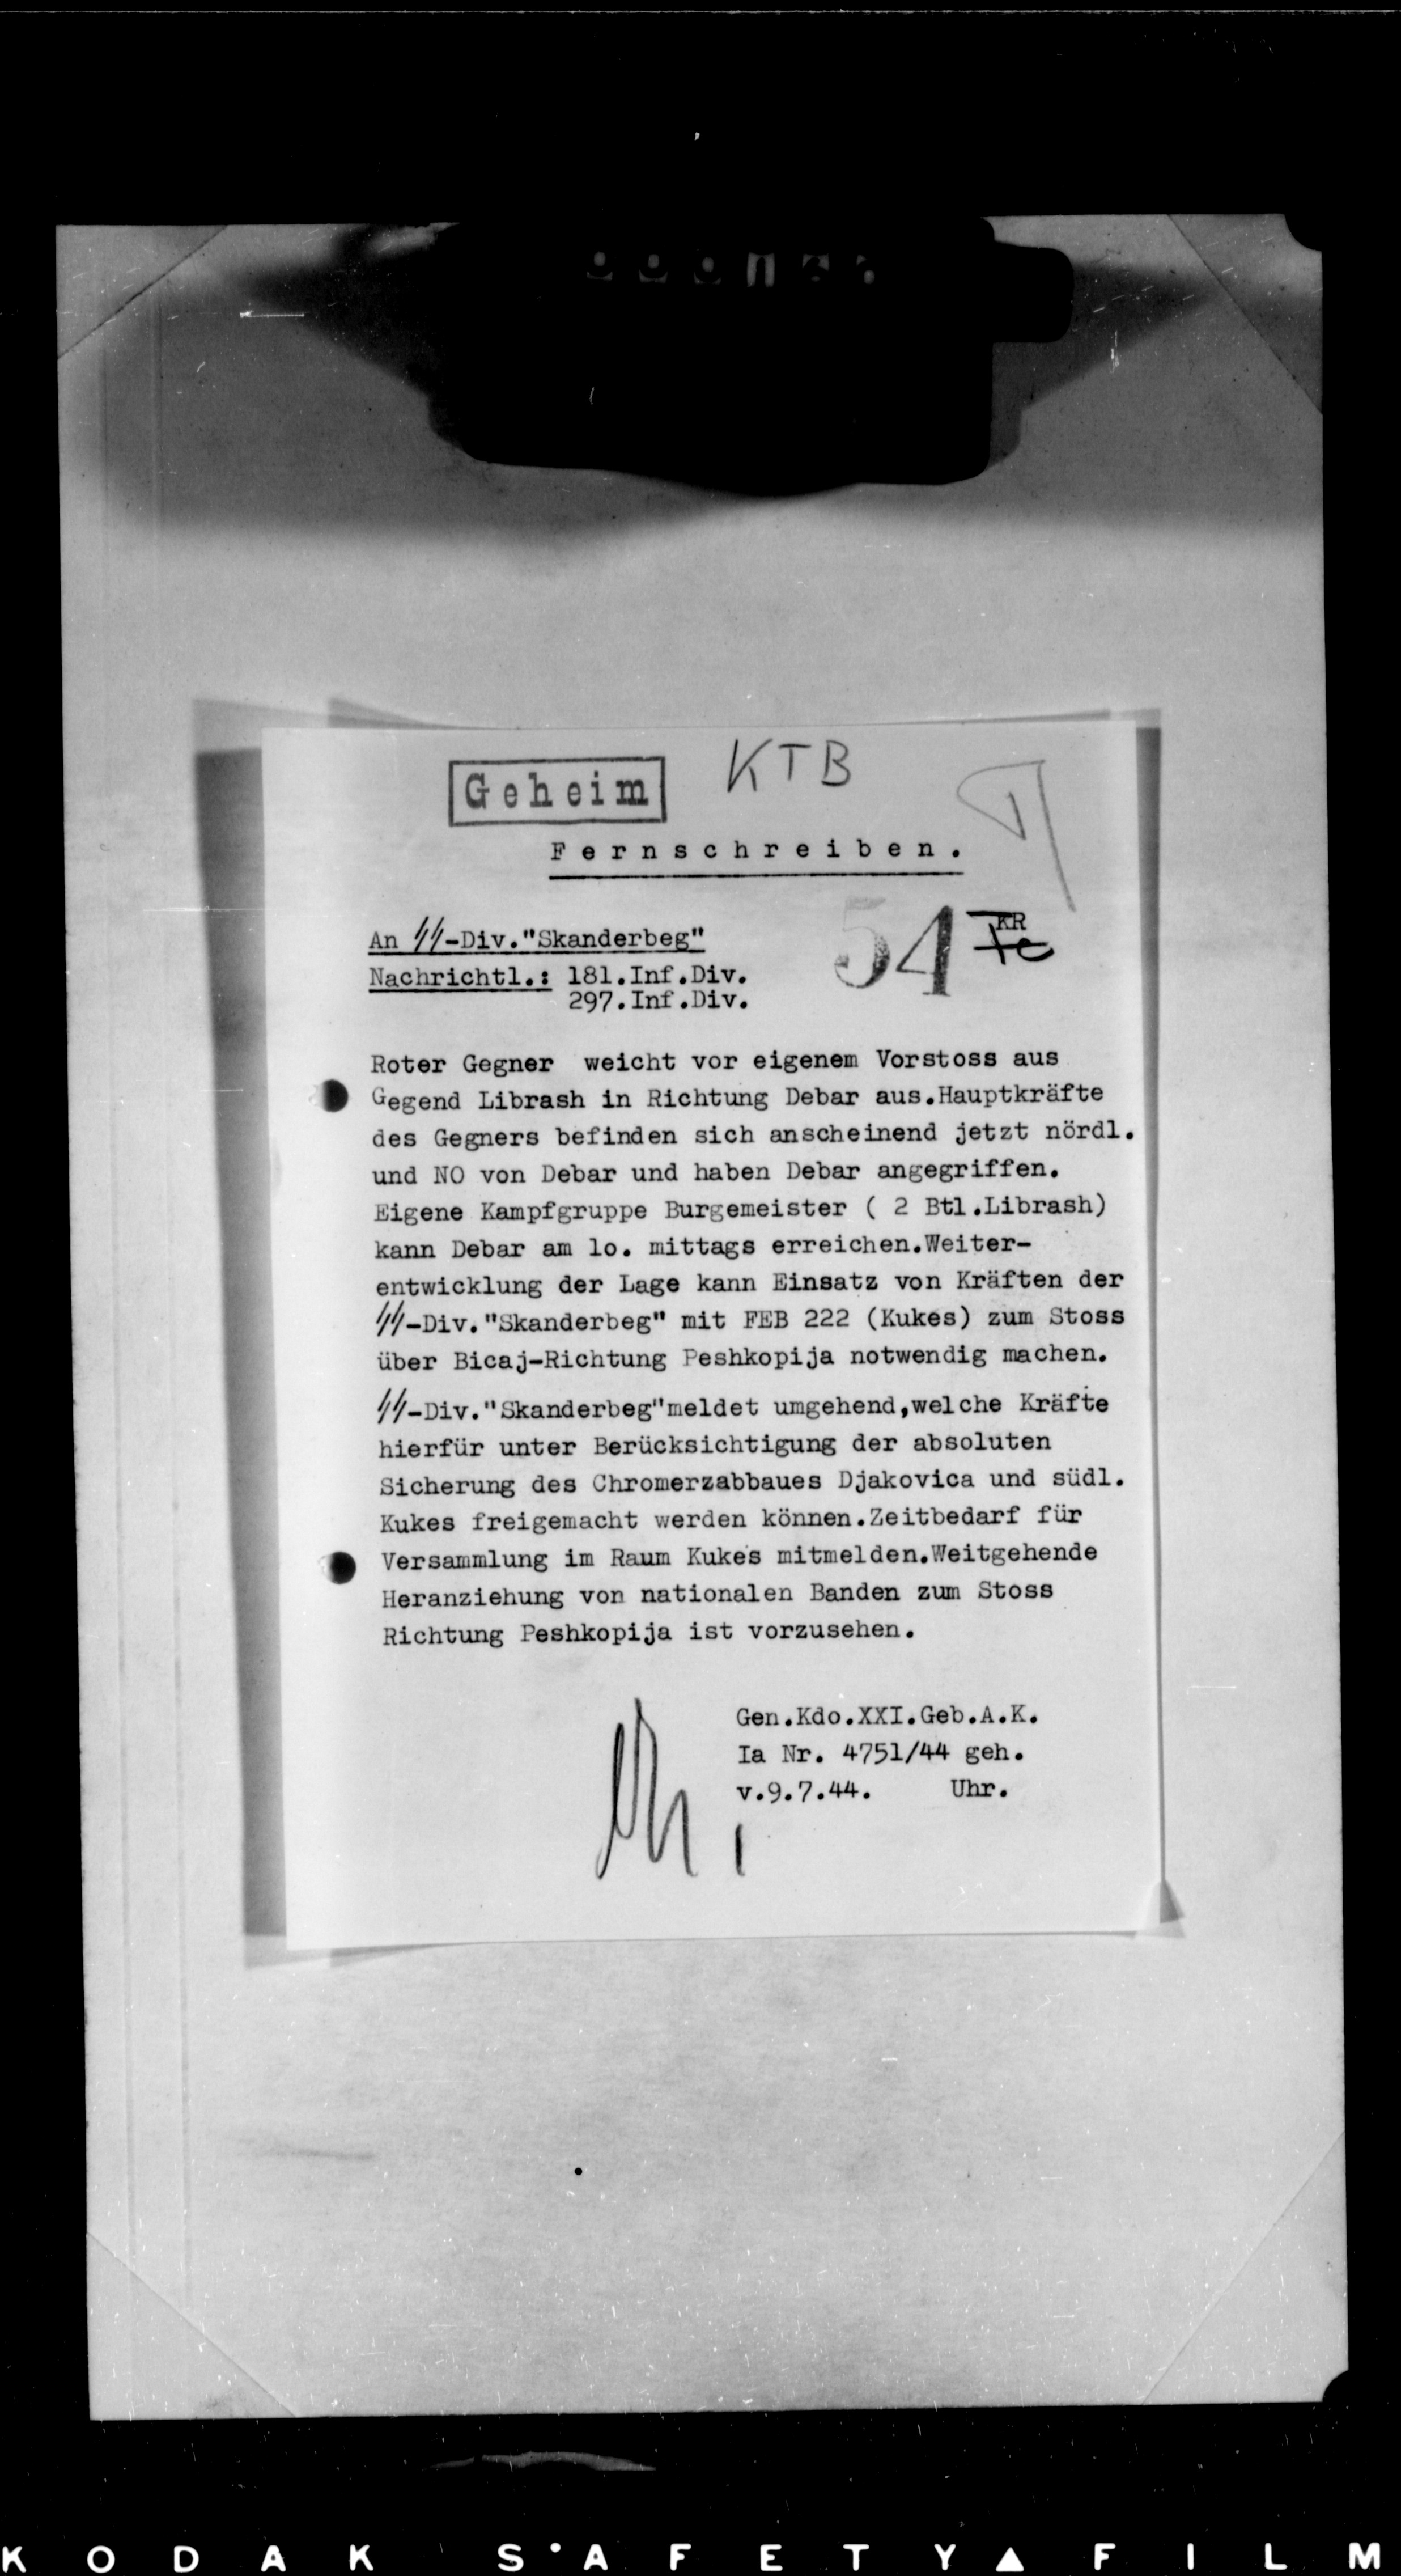 Geheim
KTB
Fernschreiben.
An SS-Div."Skanderbeg"
54
KR
Nachrichtl.: 181.Inf.Div.
297.Inf.Div.
Roter Gegner weicht vor eigenem Vorstoss aus
Gegend Librash in Richtung Debar aus.Hauptkräfte
des Gegners befinden sich anscheinend jetzt nördl.
und NO von Debar und haben Debar angegriffen.
Eigene Kampfgruppe Burgemeister ( 2 Btl.Librash)
kann Debar am lo. mittags erreichen.Weiter-
entwicklung der Lage kann Einsatz von Kräften der
SS-Div."Skanderbeg" mit FEB 222 (Kukes) zum Stoss
über Bicaj-Richtung Peshkopija notwendig machen.
SS-Div."Skanderbeg"meldet umgehend,welche Kräfte
hierfür unter Berücksichtigung der absoluten
Sicherung des Chromerzabbaues Djakovica und südl.
Kukes freigemacht werden können.Zeitbedarf für
Versammlung im Raum Kukes mitmelden.Weitgehende
Heranziehung von nationalen Banden zum Stoss
Richtung Peshkopija ist vorzusehen.
Gen.Kdo.XXI.Geb.A.K.
Ia Nr. 4751/44 geh.
v.9.7.44. Uhr.
KODAK SAFETY▲FILM